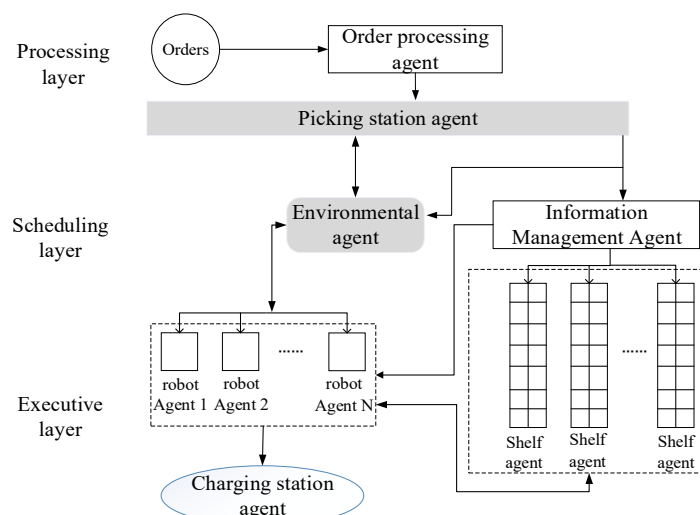 Processing
layer
Orders
Order processing
agent
Picking station agent
Scheduling
layer
Environmental
agent
Information
Management Agent
Executive
layer
robot
Agent 1
robot
Agent 2
......
robot
Agent N
......
Shelf
agent
Shelf
agent
Shelf
agent
Charging station
agent